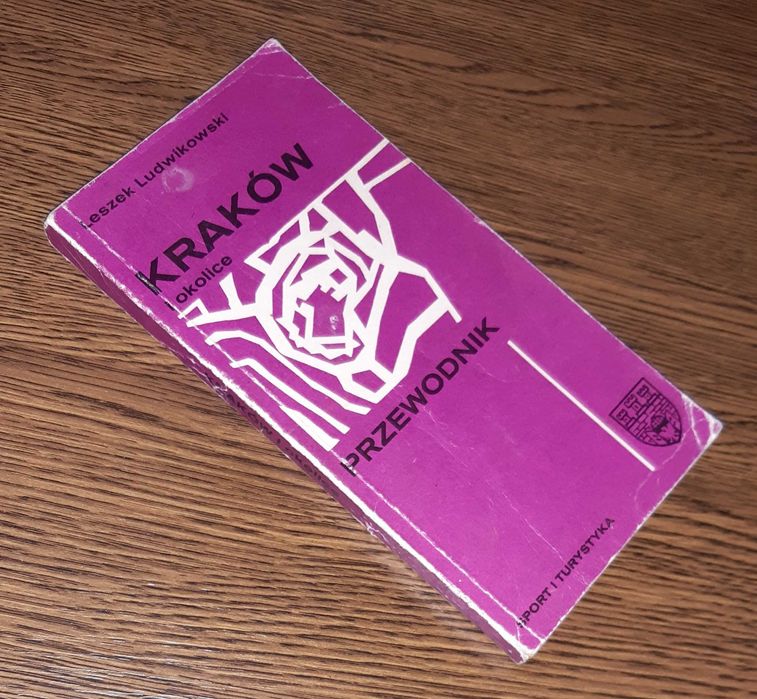 Leszek Ludwikowski
KRAKÓW
i okolice
PRZEWODNIK
SPORT I TURYSTYKA